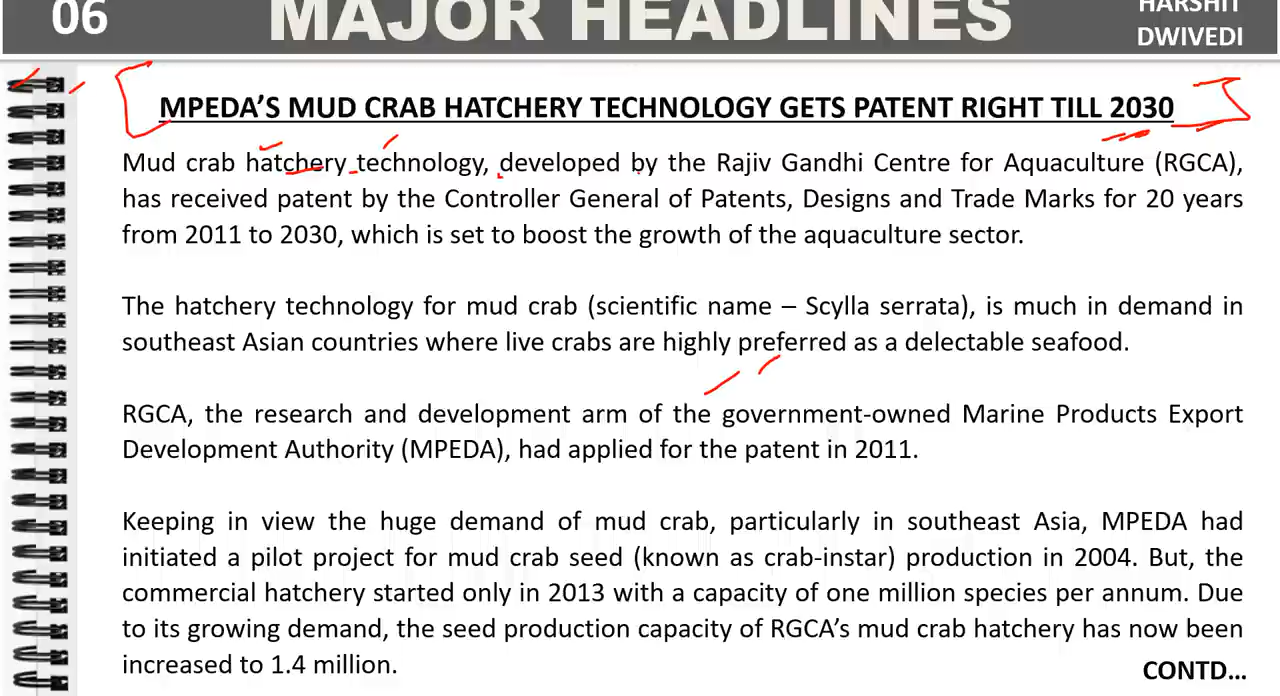 06
MAJOR HEADLINES
HARSHIT
DWIVEDI
MPEDA'S MUD CRAB HATCHERY TECHNOLOGY GETS PATENT RIGHT TILL 2030
Mud crab hatchery technology, developed by the Rajiv Gandhi Centre for Aquaculture (RGCA),
has received patent by the Controller General of Patents, Designs and Trade Marks for 20 years
from 2011 to 2030, which is set to boost the growth of the aquaculture sector.
The hatchery technology for mud crab (scientific name – Scylla serrata), is much in demand in
southeast Asian countries where live crabs are highly preferred as a delectable seafood.
RGCA, the research and development arm of the government-owned Marine Products Export
Development Authority (MPEDA), had applied for the patent in 2011.
Keeping in view the huge demand of mud crab, particularly in southeast Asia, MPEDA had
initiated a pilot project for mud crab seed (known as crab-instar) production in 2004. But, the
commercial hatchery started only in 2013 with a capacity of one million species per annum. Due
to its growing demand, the seed production capacity of RGCA's mud crab hatchery has now been
increased to 1.4 million.
CONTD...